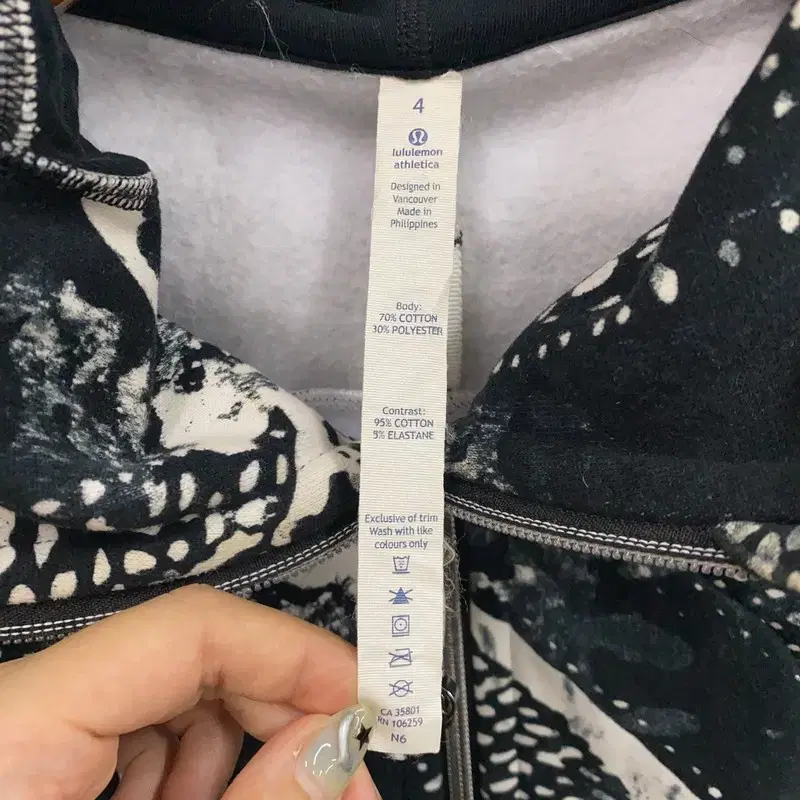 4
lululemon
athletica
Designed in
Vancouver
Made in
Philippines
Body:
70% COTTON
30% POLYESTER
Contrast:
95% COTTON
5% ELASTANE
Exclusive of trim
Wash with like
colours only
CA 35801
RN 106259
N6